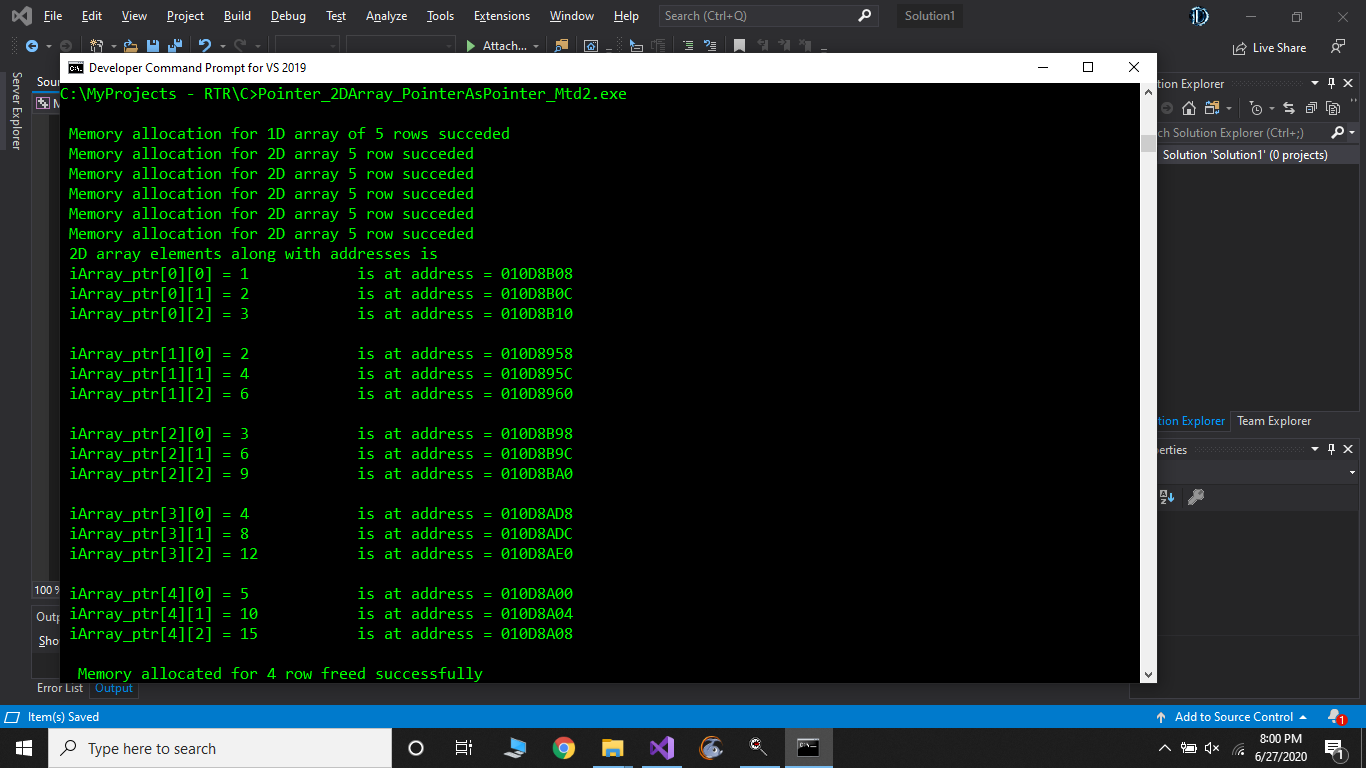 File Edit View Project Build Debug Test Analyze Tools Extensions Window Help Search (Ctrl+Q) Solution1
Attach... Live Share
Server Explorer
Developer Command Prompt for VS 2019
C:\MyProjects - RTR\C>Pointer_2DArray_PointerAsPointer_Mtd2.exe
Memory allocation for 1D array of 5 rows succeded
Memory allocation for 2D array 5 row succeded
Memory allocation for 2D array 5 row succeded
Memory allocation for 2D array 5 row succeded
Memory allocation for 2D array 5 row succeded
Memory allocation for 2D array 5 row succeded
2D array elements along with addresses is
iArray_ptr[0][0] = 1 is at address = 010D8B08
iArray_ptr[0][1] = 2 is at address = 010D8B0C
iArray_ptr[0][2] = 3 is at address = 010D8B10
iArray_ptr[1][0] = 2 is at address = 010D8958
iArray_ptr[1][1] = 4 is at address = 010D895C
iArray_ptr[1][2] = 6 is at address = 010D8960
iArray_ptr[2][0] = 3 is at address = 010D8B98
iArray_ptr[2][1] = 6 is at address = 010D8B9C
iArray_ptr[2][2] = 9 is at address = 010D8BA0
iArray_ptr[3][0] = 4 is at address = 010D8AD8
iArray_ptr[3][1] = 8 is at address = 010D8ADC
iArray_ptr[3][2] = 12 is at address = 010D8AE0
iArray_ptr[4][0] = 5 is at address = 010D8A00
iArray_ptr[4][1] = 10 is at address = 010D8A04
iArray_ptr[4][2] = 15 is at address = 010D8A08
Memory allocated for 4 row freed successfully
Sou
M
100 %
Outp
Sho
tion Explorer
ch Solution Explorer (Ctrl+;)
Solution 'Solution1' (0 projects)
tion Explorer Team Explorer
erties
Error List Output
Item(s) Saved Add to Source Control 1
Type here to search
8:00 PM
6/27/2020
1